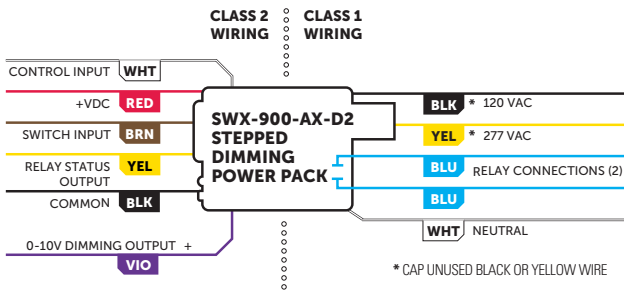 CLASS 2 WIRING
CLASS 1 WIRING
CONTROL INPUT WHT
+VDC RED
SWITCH INPUT BRN
RELAY STATUS OUTPUT YEL
COMMON BLK
0-10V DIMMING OUTPUT +
VIO
SWX-900-AX-D2
STEPPED
DIMMING
POWER PACK
BLK * 120 VAC
YEL * 277 VAC
BLU RELAY CONNECTIONS (2)
BLU
WHT NEUTRAL
* CAP UNUSED BLACK OR YELLOW WIRE